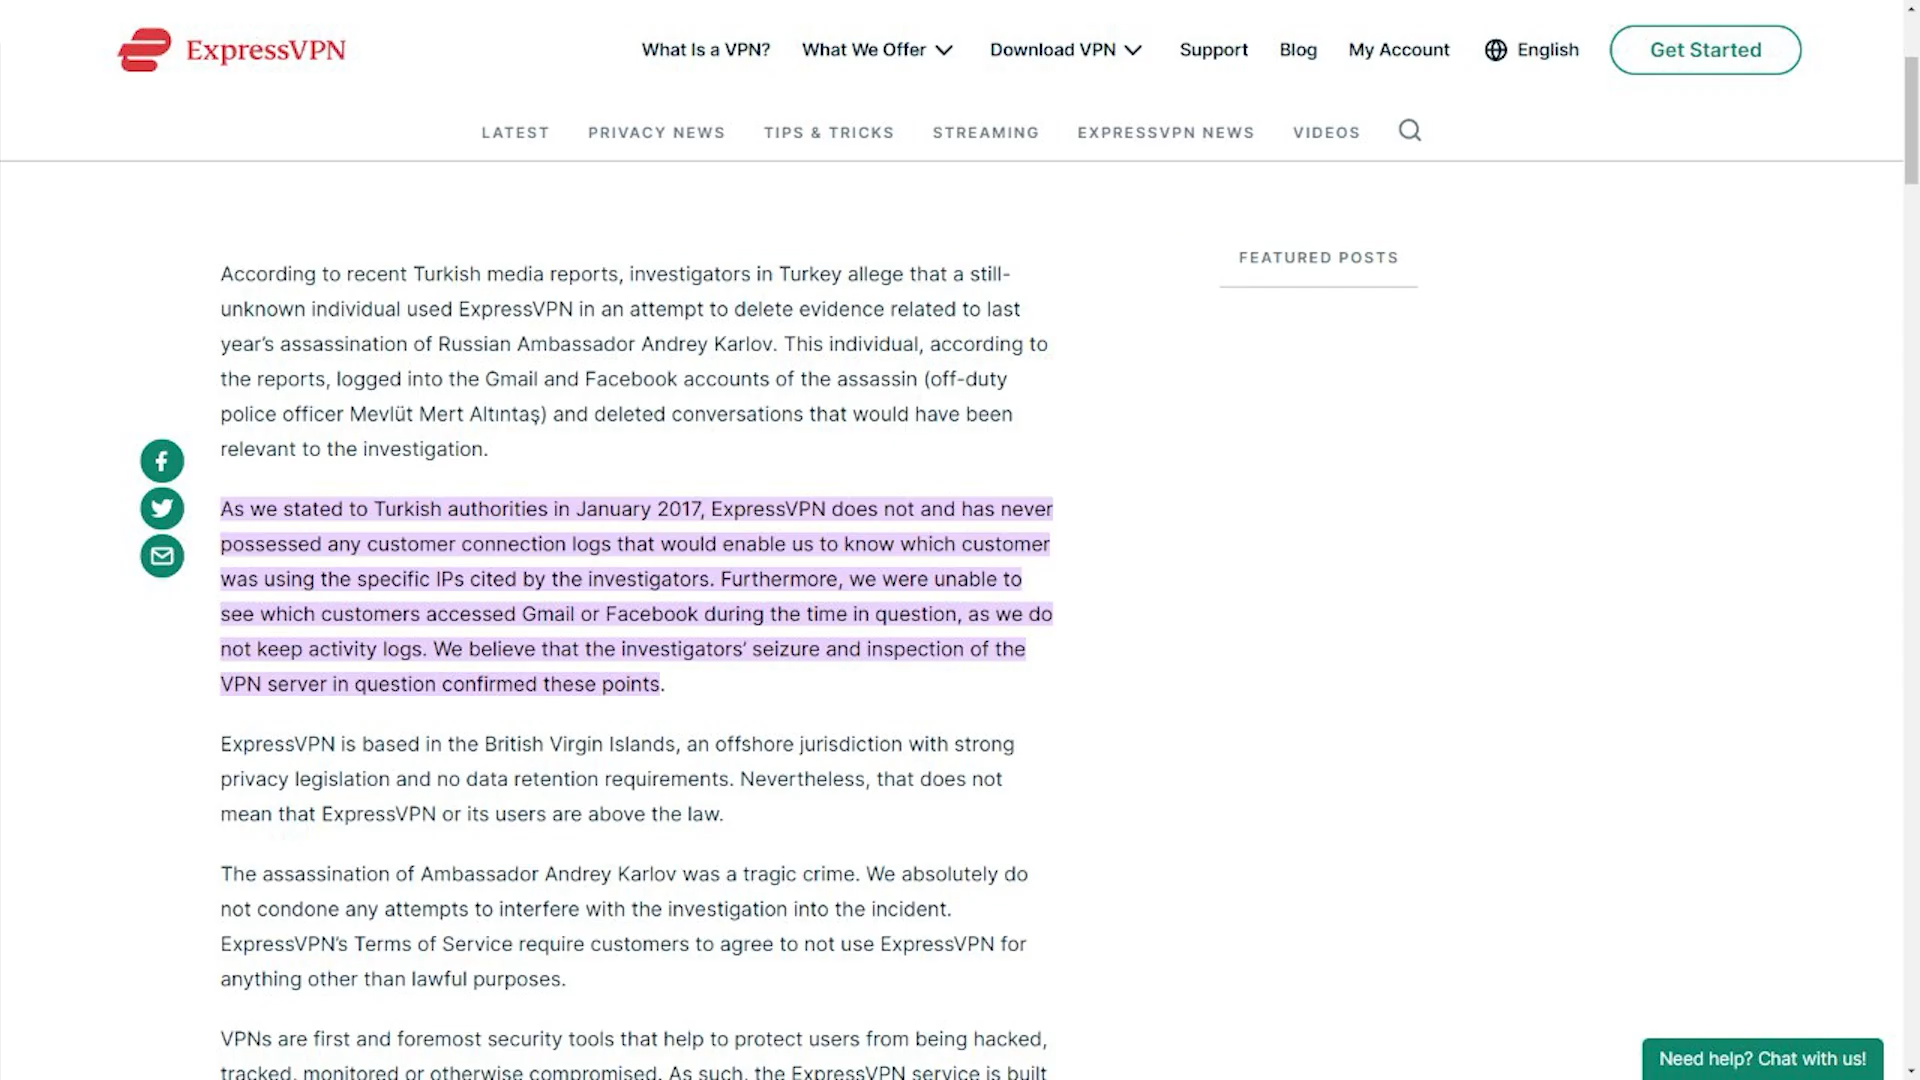 ExpressVPN
What Is a VPN? What We Offer Download VPN Support Blog My Account English Get Started
LATEST PRIVACY NEWS TIPS & TRICKS STREAMING EXPRESSVPN NEWS VIDEOS
FEATURED POSTS
According to recent Turkish media reports, investigators in Turkey allege that a still-
unknown individual used ExpressVPN in an attempt to delete evidence related to last
year's assassination of Russian Ambassador Andrey Karlov. This individual, according to
the reports, logged into the Gmail and Facebook accounts of the assassin (off-duty
police officer Mevlüt Mert Altıntaş) and deleted conversations that would have been
relevant to the investigation.
As we stated to Turkish authorities in January 2017, ExpressVPN does not and has never
possessed any customer connection logs that would enable us to know which customer
was using the specific IPs cited by the investigators. Furthermore, we were unable to
see which customers accessed Gmail or Facebook during the time in question, as we do
not keep activity logs. We believe that the investigators' seizure and inspection of the
VPN server in question confirmed these points.
ExpressVPN is based in the British Virgin Islands, an offshore jurisdiction with strong
privacy legislation and no data retention requirements. Nevertheless, that does not
mean that ExpressVPN or its users are above the law.
The assassination of Ambassador Andrey Karlov was a tragic crime. We absolutely do
not condone any attempts to interfere with the investigation into the incident.
ExpressVPN's Terms of Service require customers to agree to not use ExpressVPN for
anything other than lawful purposes.
VPNs are first and foremost security tools that help to protect users from being hacked,
tracked, monitored or otherwise compromised. As such, the ExpressVPN service is built
Need help? Chat with us!